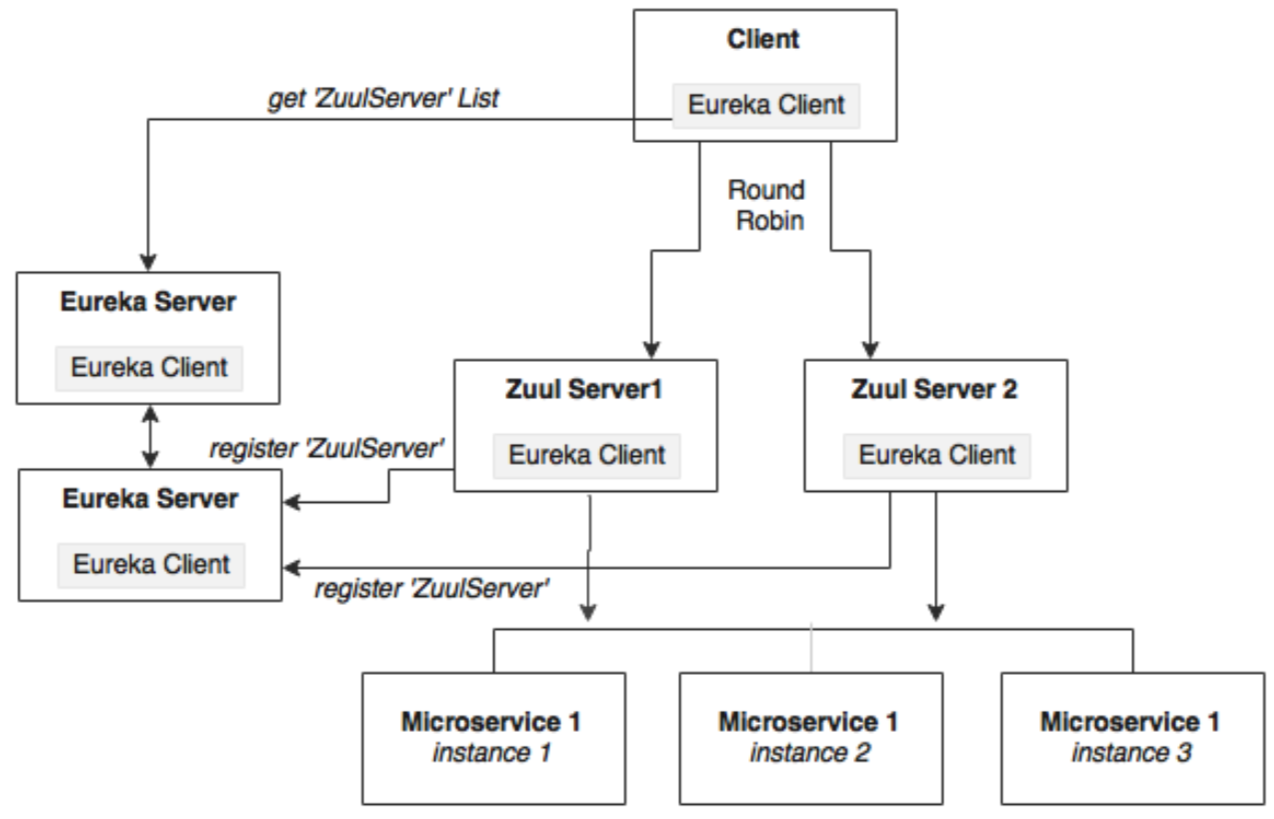 Client
get 'ZuulServer' List
Eureka Client
Round
Robin
Eureka Server
Eureka Client
Zuul Server1
Zuul Server 2
register 'ZuulServer'
Eureka Client
Eureka Client
Eureka Server
Eureka Client
register 'ZuulServer'
Microservice 1
instance 1
Microservice 1
instance 2
Microservice 1
instance 3